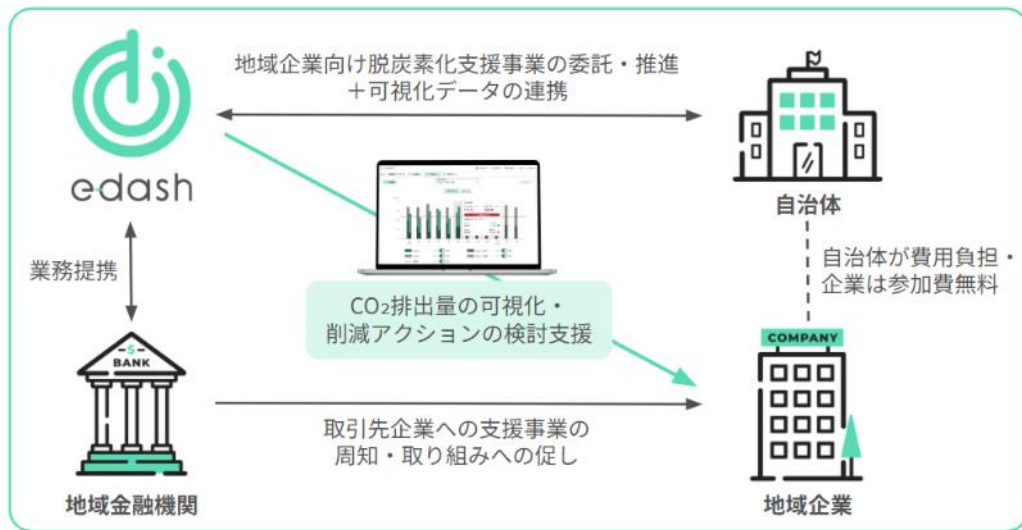 地域企業向け脱炭素化支援事業の委託・推進
＋可視化データの連携
e-dash
自治体
業務提携
自治体が費用負担・
企業は参加費無料
CO₂排出量の可視化・
削減アクションの検討支援
COMPANY
$
BANK
取引先企業への支援事業の
周知・取り組みへの促し
地域金融機関
地域企業